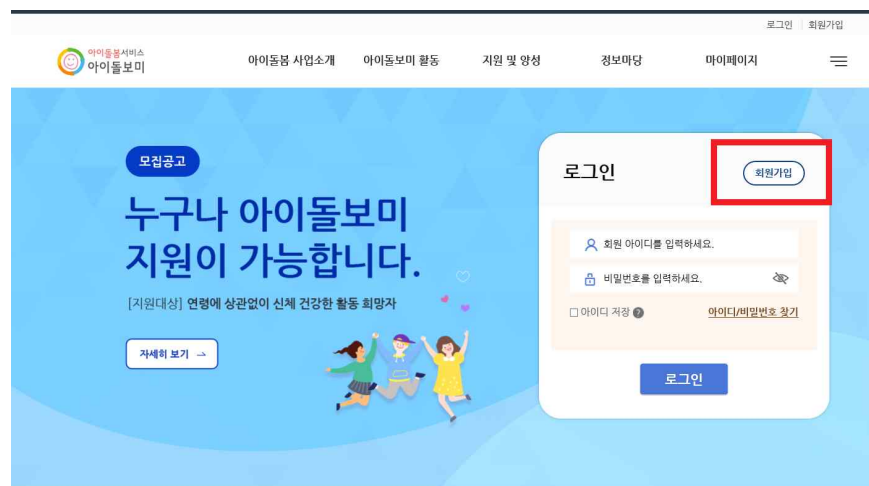 로그인 회원가입
아이돌봄서비스
아이돌보미
아이돌봄 사업소개 아이돌보미 활동 지원 및 양성 정보마당 마이페이지
모집공고
누구나 아이돌보미
지원이 가능합니다.
[지원대상] 연령에 상관없이 신체 건강한 활동 희망자
자세히 보기 →
로그인
회원가입
회원 아이디를 입력하세요.
비밀번호를 입력하세요.
아이디 저장 ?
아이디/비밀번호 찾기
로그인